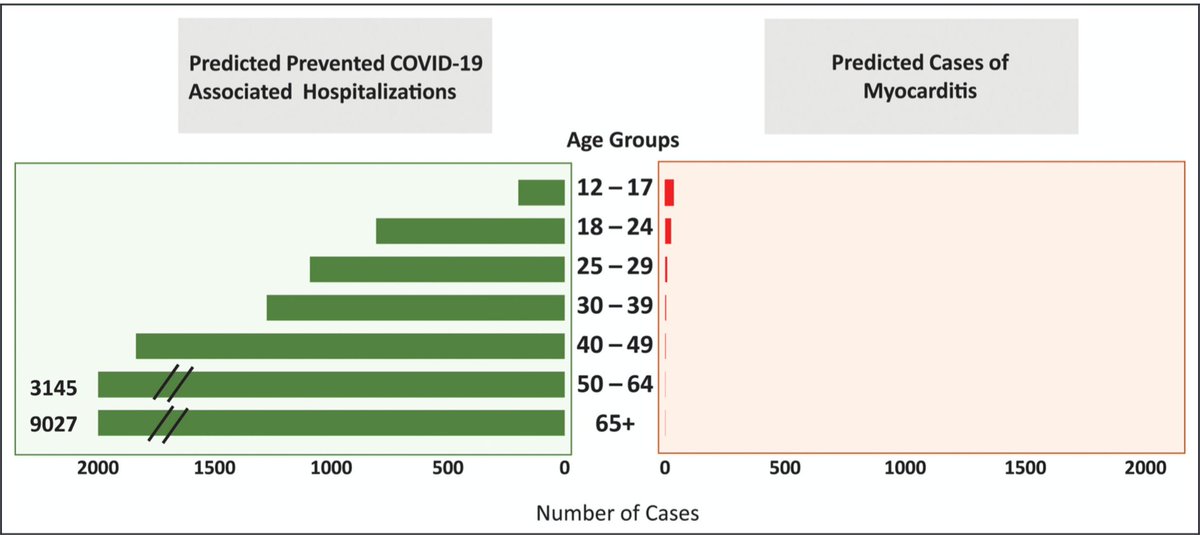 Predicted Prevented COVID-19
Associated Hospitalizations
Predicted Cases of
Myocarditis
Age Groups
12 – 17
18 – 24
25 – 29
30 – 39
40 – 49
3145 50 – 64
9027 65+
2000 1500 1000 500 0 0 500 1000 1500 2000
Number of Cases